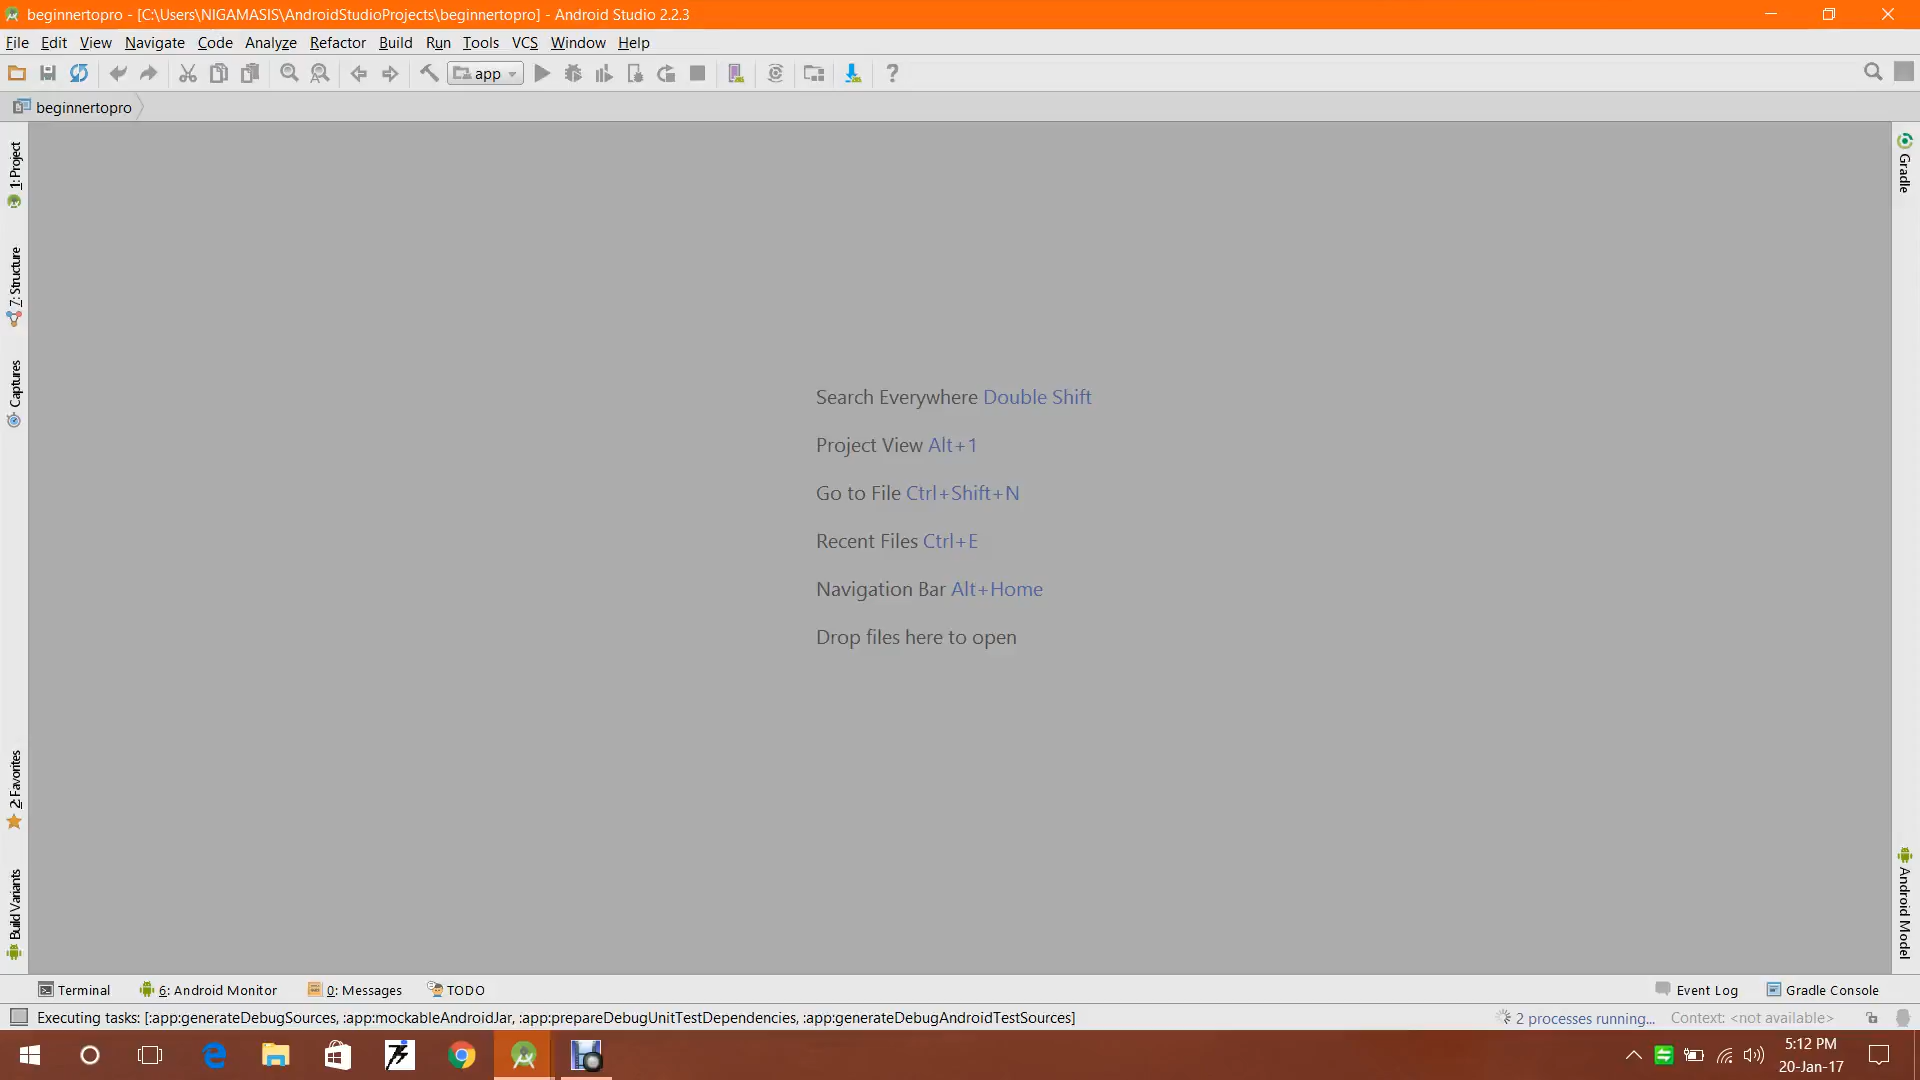 beginnertopro - [C:\Users\NIGAMASIS\AndroidStudioProjects\beginnertopro] - Android Studio 2.2.3
File Edit View Navigate Code Analyze Refactor Build Run Tools VCS Window Help
app
beginnertopro
1: Project
7: Structure
Captures
2: Favorites
Build Variants
Gradle
Android Model
Search Everywhere Double Shift
Project View Alt+1
Go to File Ctrl+Shift+N
Recent Files Ctrl+E
Navigation Bar Alt+Home
Drop files here to open
Terminal 6: Android Monitor 0: Messages TODO Event Log Gradle Console
Executing tasks: [:app:generateDebugSources, :app:mockableAndroidJar, :app:prepareDebugUnitTestDependencies, :app:generateDebugAndroidTestSources] 2 processes running... Context: <not available>
5:12 PM
20-Jan-17